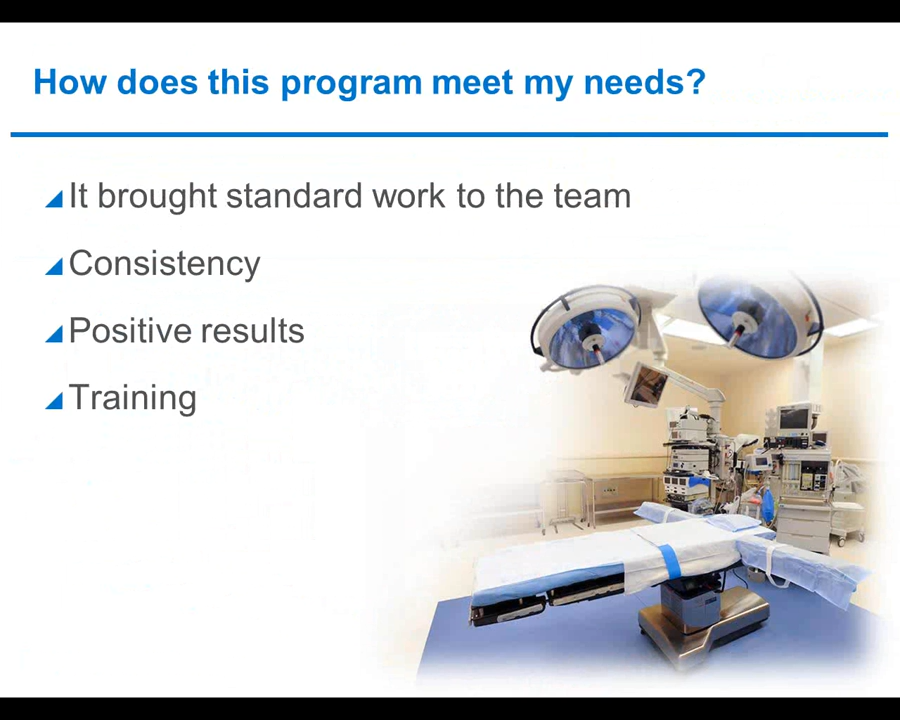 How does this program meet my needs?
It brought standard work to the team
Consistency
Positive results
Training